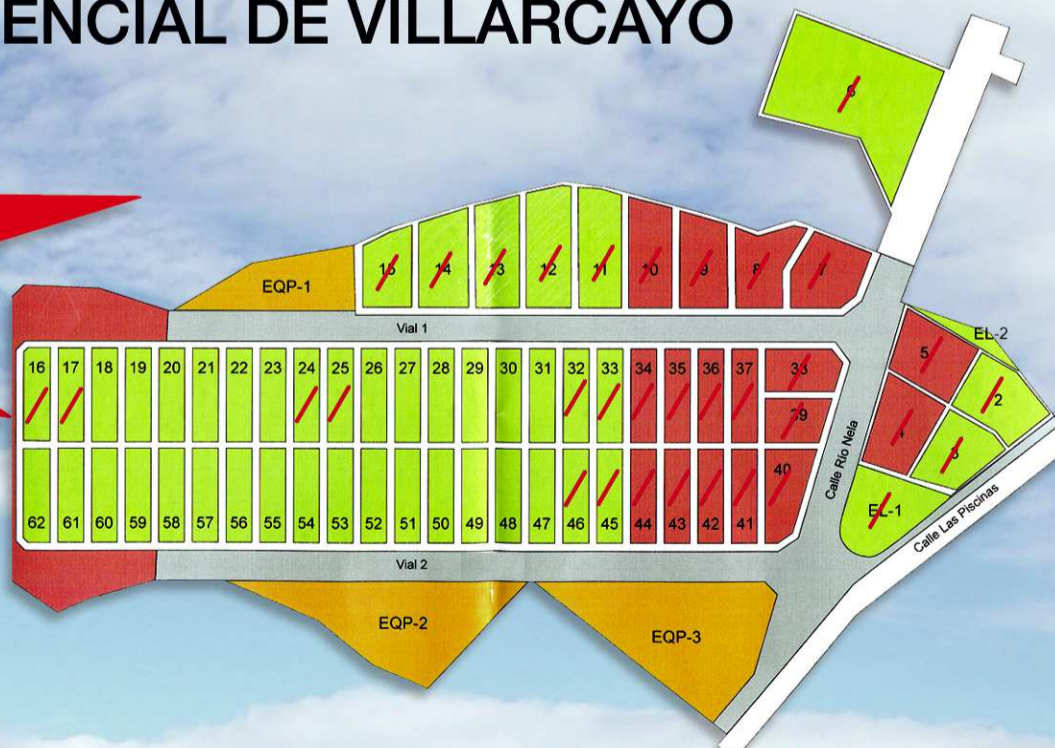 ENCIAL DE VILLARCAYO
6
EQP-1
15 14 13 12 11 10 9 8 7
Vial 1
EL-2
5
2
4
3
EL-1
16 17 18 19 20 21 22 23 24 25 26 27 28 29 30 31 32 33 34 35 36 37
38
39
40
62 61 60 59 58 57 56 55 54 53 52 51 50 49 48 47 46 45 44 43 42 41
Calle Río Nela
Calle Las Piscinas
Vial 2
EQP-2
EQP-3